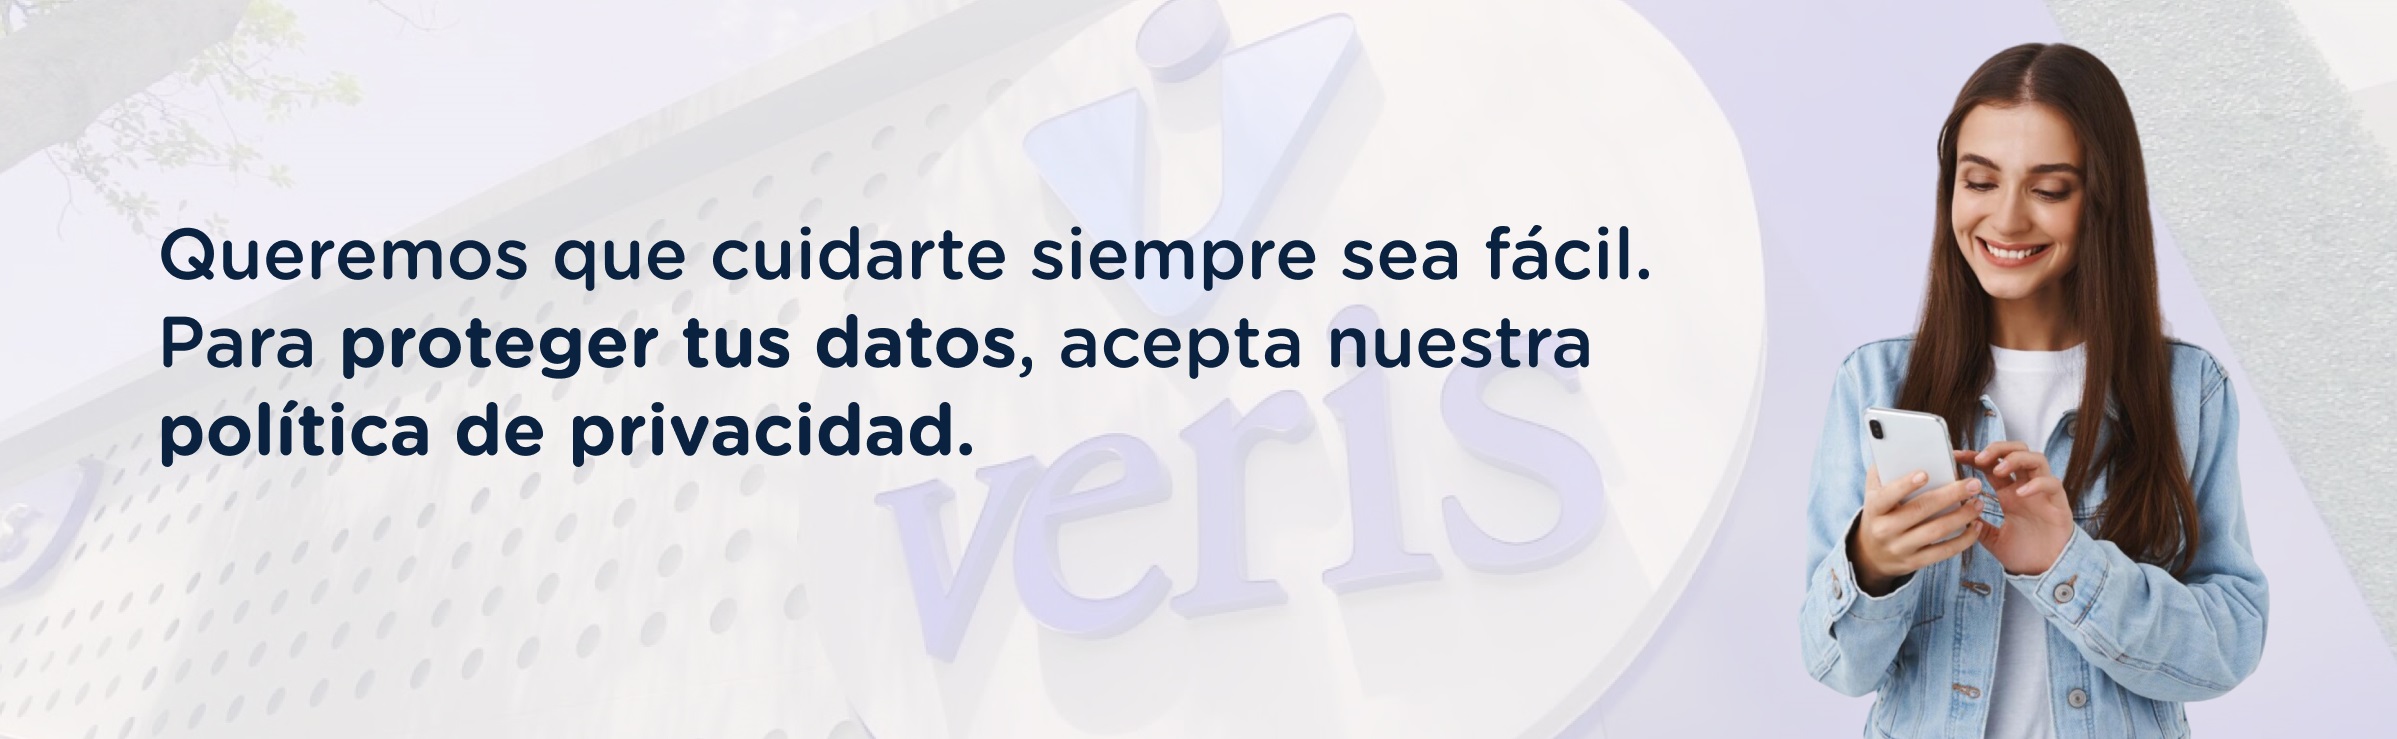 Queremos que cuidarte siempre sea fácil.
Para proteger tus datos, acepta nuestra
política de privacidad.
veris